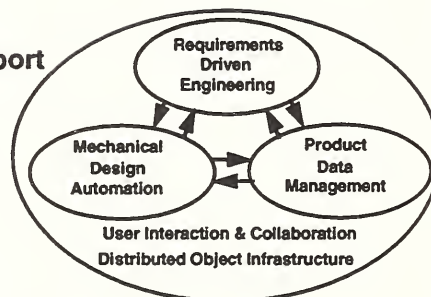 Requirements
Driven
Engineering
port
Mechanical
Design
Automation
Product
Data
Management
User Interaction & Collaboration
Distributed Object Infrastructure